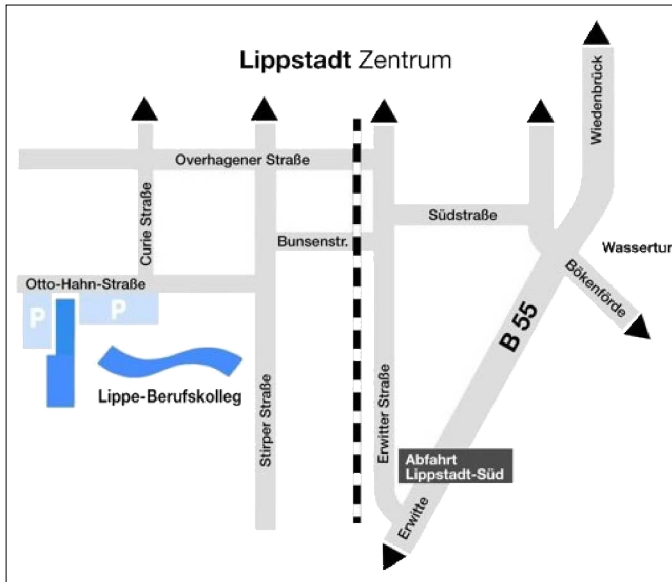 Lippstadt Zentrum
Wiedenbrück
Overhagener Straße
Curie Straße
Südstraße
Bunsenstr.
Wassertur
Bökenförde
Otto-Hahn-Straße
P
P
B 55
Lippe-Berufskolleg
Stirper Straße
Erwitter Straße
Abfahrt
Lippstadt-Süd
Erwitte